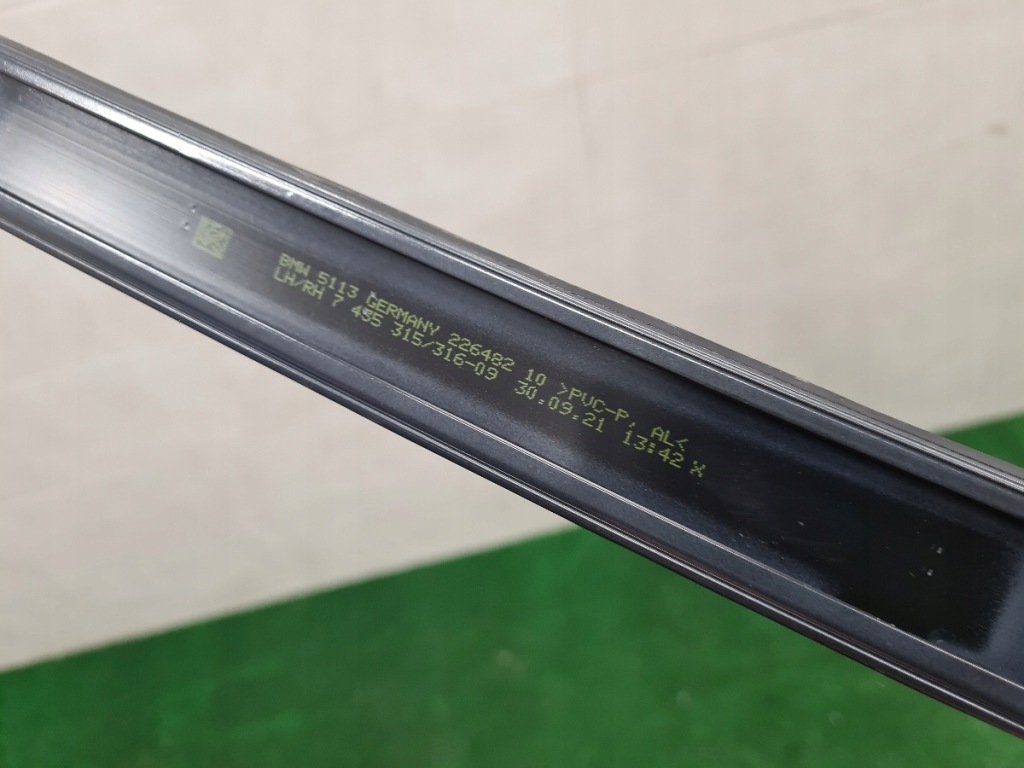 BMW 5113 GERMANY 226482 10 >PVC-P, AL<
LH/RH 7 455 315/316-09 30.09.21 13:42 X